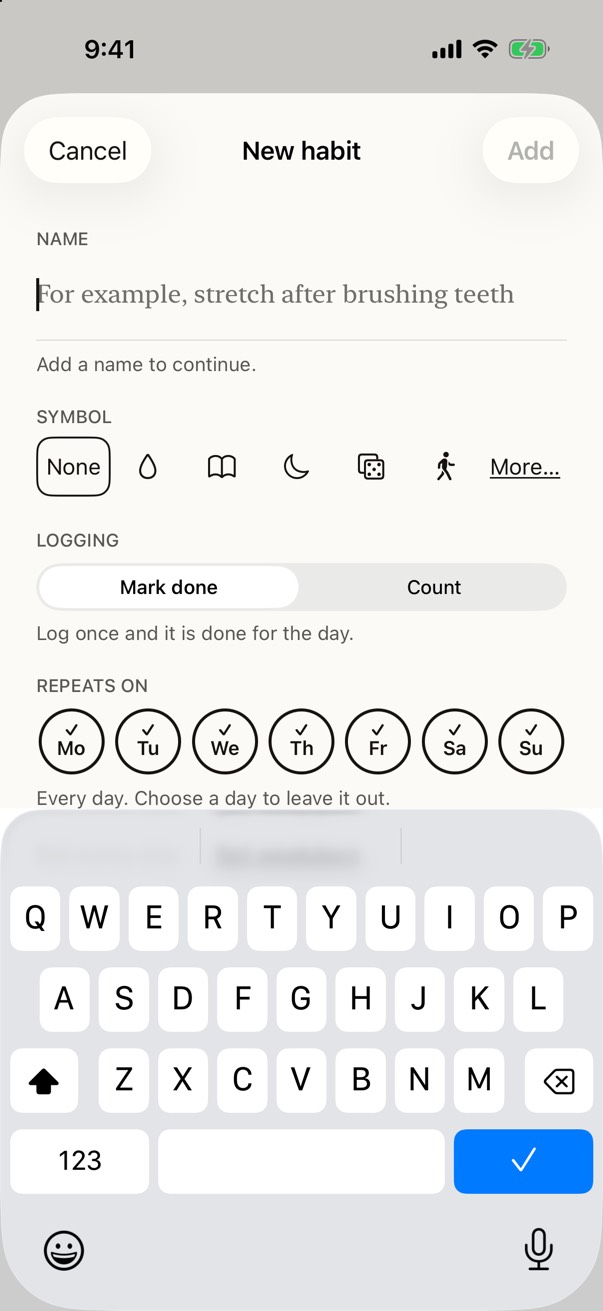 9:41
Cancel
New habit
Add
NAME
For example, stretch after brushing teeth
Add a name to continue.
SYMBOL
None
More...
LOGGING
Mark done
Count
Log once and it is done for the day.
REPEATS ON
Mo Tu We Th Fr Sa Su
Every day. Choose a day to leave it out.
Q W E R T Y U I O P
A S D F G H J K L
Z X C V B N M
123